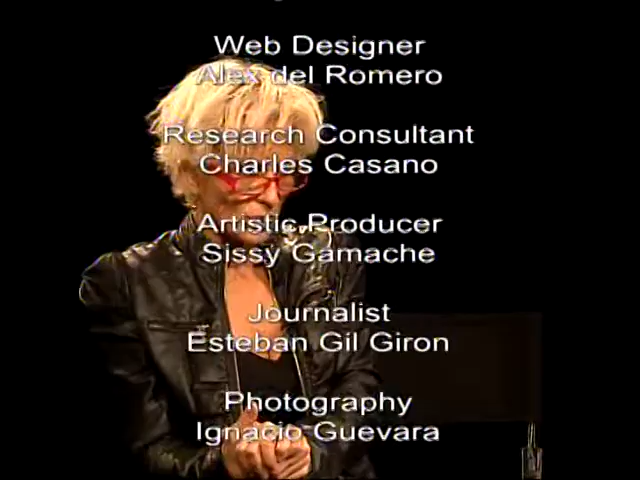 Web Designer
Alex del Romero
Research Consultant
Charles Casano
Artistic Producer
Sissy Gamache
Journalist
Esteban Gil Giron
Photography
Ignacio Guevara